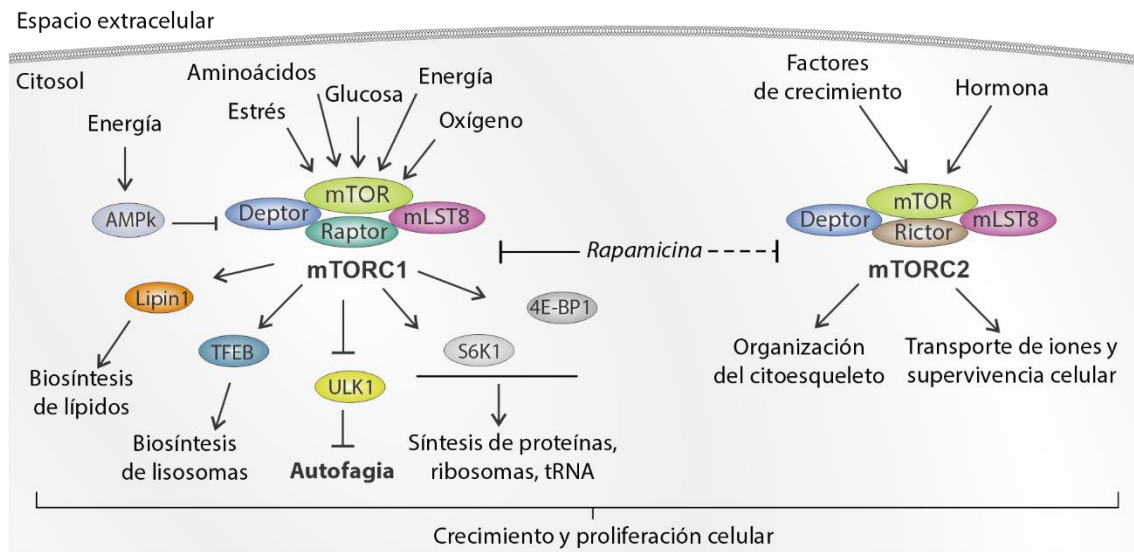 Espacio extracelular
Citosol
Energía
Estrés
Aminoácidos
Glucosa
Energía
Oxígeno
Factores
de crecimiento
Hormona
AMPk
Deptor
mTOR
mLST8
Raptor
mTORC1
Rapamicina
Deptor
mTOR
mLST8
Rictor
mTORC2
Lipin1
TFEB
ULK1
S6K1
4E-BP1
Biosíntesis
de lípidos
Biosíntesis
de lisosomas
Autofagia
Síntesis de proteínas,
ribosomas, tRNA
Organización
del citoesqueleto
Transporte de iones y
supervivencia celular
Crecimiento y proliferación celular